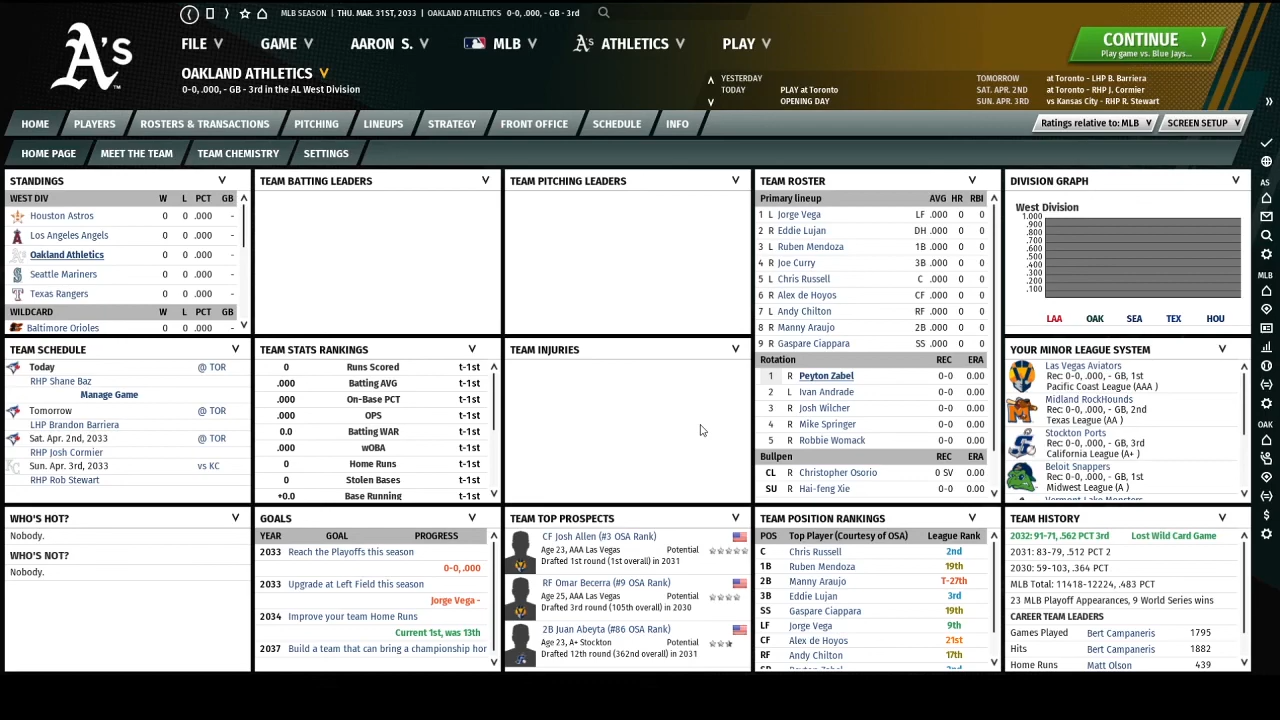 MLB SEASON | THU. MAR. 31ST, 2033 | OAKLAND ATHLETICS 0-0, .000, - GB - 3rd
A's
FILE GAME AARON S. MLB A's ATHLETICS PLAY
CONTINUE
Play game vs. Blue Jays...
OAKLAND ATHLETICS
0-0, .000, - GB - 3rd in the AL West Division
YESTERDAY
TODAY PLAY at Toronto
OPENING DAY
TOMORROW at Toronto - LHP B. Barriera
SAT. APR. 2ND at Toronto - RHP J. Cormier
SUN. APR. 3RD vs Kansas City - RHP R. Stewart
HOME PLAYERS ROSTERS & TRANSACTIONS PITCHING LINEUPS STRATEGY FRONT OFFICE SCHEDULE INFO
Ratings relative to: MLB SCREEN SETUP
HOME PAGE MEET THE TEAM TEAM CHEMISTRY SETTINGS
STANDINGS
WEST DIV W L PCT GB
Houston Astros 0 0 .000 -
Los Angeles Angels 0 0 .000 -
Oakland Athletics 0 0 .000 -
Seattle Mariners 0 0 .000 -
Texas Rangers 0 0 .000 -
WILDCARD W L PCT GB
Baltimore Orioles 0 0 .000 -
TEAM BATTING LEADERS
TEAM PITCHING LEADERS
TEAM ROSTER
Primary lineup AVG HR RBI
1 L Jorge Vega LF .000 0 0
2 R Eddie Lujan DH .000 0 0
3 L Ruben Mendoza 1B .000 0 0
4 R Joe Curry 3B .000 0 0
5 L Chris Russell C .000 0 0
6 R Alex de Hoyos CF .000 0 0
7 L Andy Chilton RF .000 0 0
8 R Manny Araujo 2B .000 0 0
9 R Gaspare Ciappara SS .000 0 0
Rotation REC ERA
1 R Peyton Zabel 0-0 0.00
2 L Ivan Andrade 0-0 0.00
3 R Josh Wilcher 0-0 0.00
4 R Mike Springer 0-0 0.00
5 R Robbie Womack 0-0 0.00
Bullpen REC ERA
CL R Christopher Osorio 0 SV 0.00
SU R Hai-feng Xie 0-0 0.00
DIVISION GRAPH
West Division
1.000
.900
.800
.700
.600
.500
.400
.300
.200
.100
LAA OAK SEA TEX HOU
TEAM SCHEDULE
Today @ TOR
RHP Shane Baz
Manage Game
Tomorrow @ TOR
LHP Brandon Barriera
Sat. Apr. 2nd, 2033 @ TOR
RHP Josh Cormier
Sun. Apr. 3rd, 2033 vs KC
RHP Rob Stewart
TEAM STATS RANKINGS
0 Runs Scored t-1st
.000 Batting AVG t-1st
.000 On-Base PCT t-1st
.000 OPS t-1st
0.0 Batting WAR t-1st
.000 wOBA t-1st
0 Home Runs t-1st
0 Stolen Bases t-1st
+0.0 Base Running t-1st
TEAM INJURIES
YOUR MINOR LEAGUE SYSTEM
Las Vegas Aviators
Rec: 0-0, .000, - GB, 1st
Pacific Coast League (AAA )
Midland RockHounds
Rec: 0-0, .000, - GB, 2nd
Texas League (AA )
Stockton Ports
Rec: 0-0, .000, - GB, 3rd
California League (A+ )
Beloit Snappers
Rec: 0-0, .000, - GB, 1st
Midwest League (A )
Vermont Lake Monsters
WHO'S HOT?
Nobody.
WHO'S NOT?
Nobody.
GOALS
YEAR GOAL PROGRESS
2033 Reach the Playoffs this season
0-0, .000
2033 Upgrade at Left Field this season
Jorge Vega -
2034 Improve your team Home Runs
Current 1st, was 13th
2037 Build a team that can bring a championship hor
TEAM TOP PROSPECTS
CF Josh Allen (#3 OSA Rank)
Age 23, AAA Las Vegas Potential
Drafted 1st round (1st overall) in 2031
RF Omar Becerra (#9 OSA Rank)
Age 25, AAA Las Vegas Potential
Drafted 3rd round (105th overall) in 2030
2B Juan Abeyta (#86 OSA Rank)
Age 23, A+ Stockton Potential
Drafted 12th round (362nd overall) in 2031
TEAM POSITION RANKINGS
POS Top Player (Courtesy of OSA) League Rank
C Chris Russell 2nd
1B Ruben Mendoza 19th
2B Manny Araujo T-27th
3B Eddie Lujan 3rd
SS Gaspare Ciappara 19th
LF Jorge Vega 9th
CF Alex de Hoyos 21st
RF Andy Chilton 17th
SP Peyton Zabel 2nd
TEAM HISTORY
2032: 91-71, .562 PCT 3rd Lost Wild Card Game
2031: 83-79, .512 PCT 2
2030: 59-103, .364 PCT
MLB Total: 11418-12224, .483 PCT
23 MLB Playoff Appearances, 9 World Series wins
CAREER TEAM LEADERS
Games Played Bert Campaneris 1795
Hits Bert Campaneris 1882
Home Runs Matt Olson 439
AS
MLB
OAK